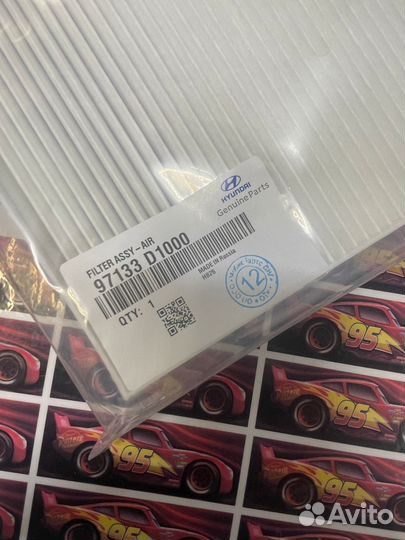 FILTER ASSY-AIR
97133 D1000
QTY: 1
MADE IN Russia
H826
HYUNDAI
Genuine Parts
12
95
95
95
95
Avito